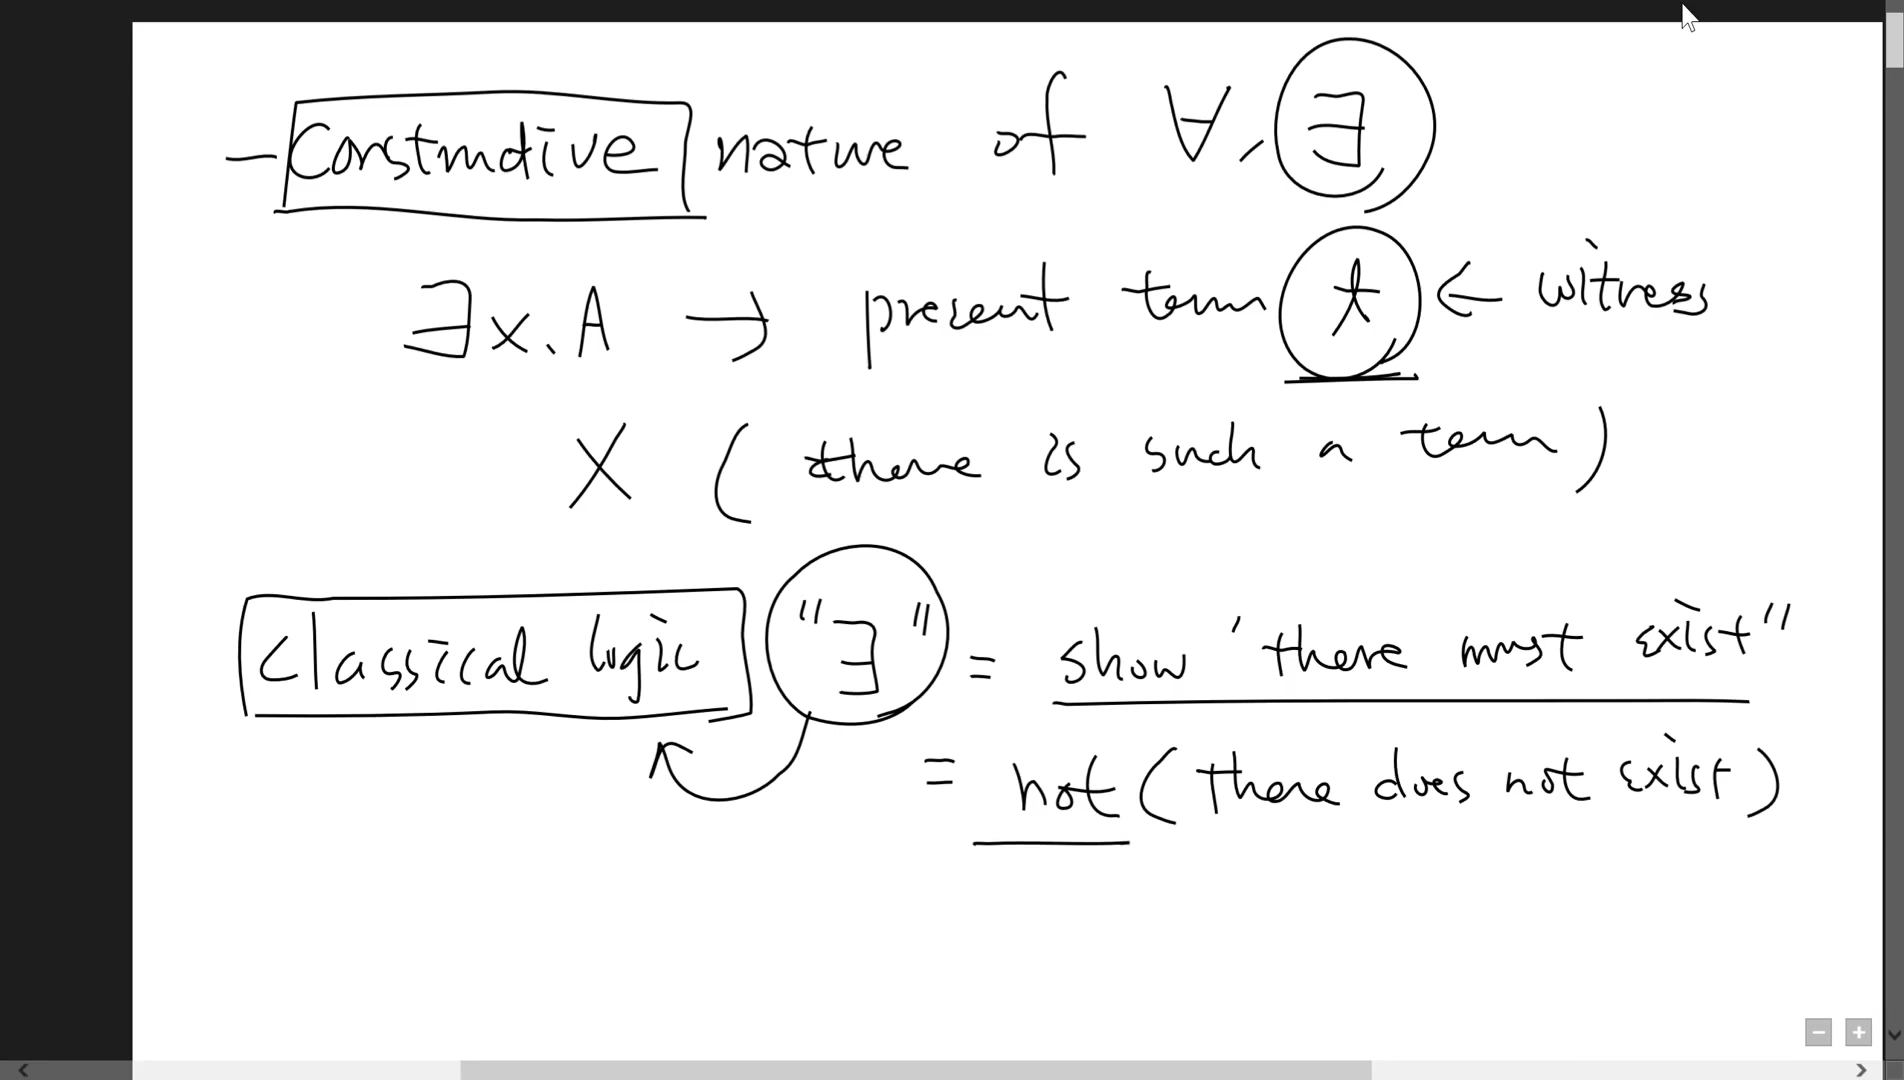 - Constructive nature of ∀, ∃
∃x. A → present term t ← witness
X (there is such a term)
classical logic "∃" = show 'there must exist"
= not (there does not exist)